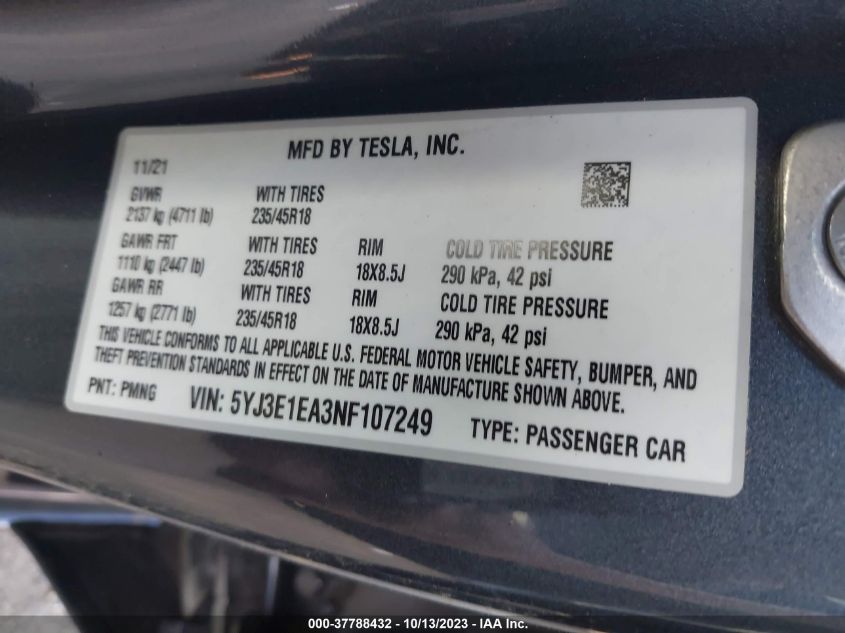 MFD BY TESLA, INC.
11/21
GVWR WITH TIRES
2137 kg (4711 lb) 235/45R18
GAWR FRT WITH TIRES RIM COLD TIRE PRESSURE
1110 kg (2447 lb) 235/45R18 18X8.5J 290 kPa, 42 psi
GAWR RR WITH TIRES RIM COLD TIRE PRESSURE
1257 kg (2771 lb) 235/45R18 18X8.5J 290 kPa, 42 psi
THIS VEHICLE CONFORMS TO ALL APPLICABLE U.S. FEDERAL MOTOR VEHICLE SAFETY, BUMPER, AND
THEFT PREVENTION STANDARDS IN EFFECT ON THE DATE OF MANUFACTURE SHOWN ABOVE.
PNT: PMNG VIN: 5YJ3E1EA3NF107249 TYPE: PASSENGER CAR
000-37788432 | 10/13/2023 - IAA Inc.